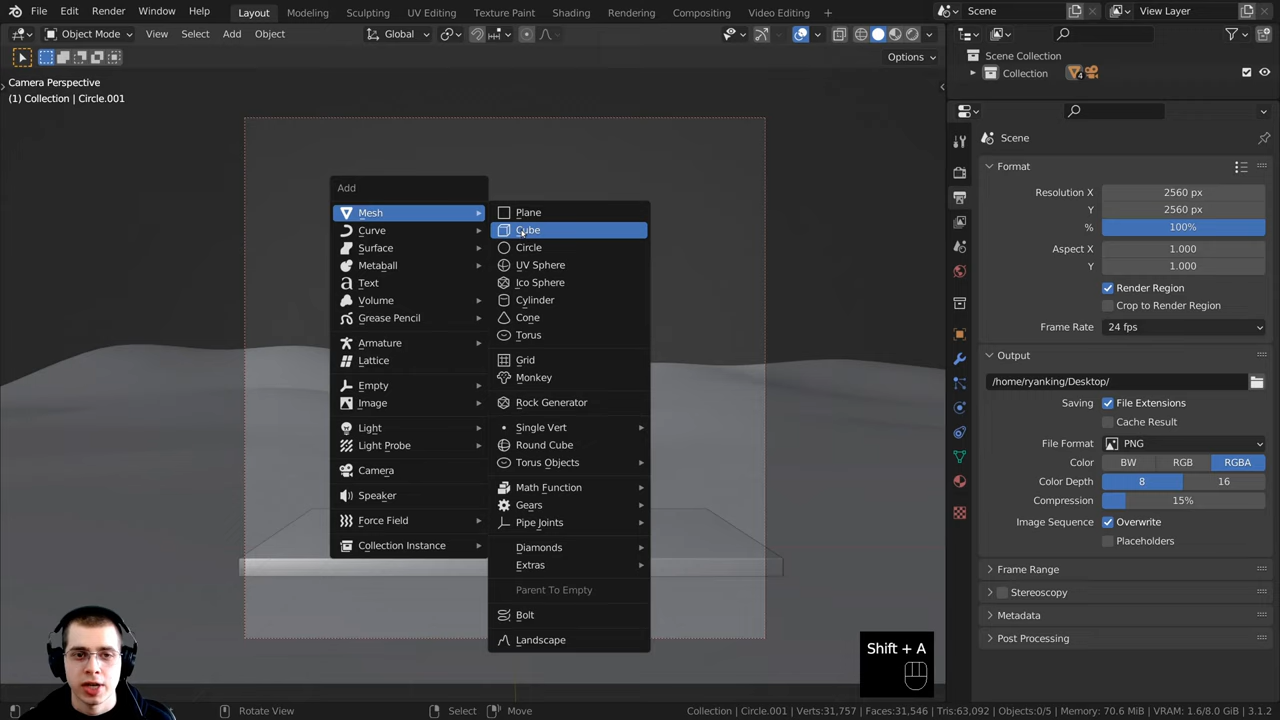 File Edit Render Window Help Layout Modeling Sculpting UV Editing Texture Paint Shading Rendering Compositing Video Editing + Scene View Layer
Object Mode View Select Add Object Global
Options
Camera Perspective
(1) Collection | Circle.001
Add
Mesh
Curve
Surface
Metaball
Text
Volume
Grease Pencil
Armature
Lattice
Empty
Image
Light
Light Probe
Camera
Speaker
Force Field
Collection Instance
Plane
Cube
Circle
UV Sphere
Ico Sphere
Cylinder
Cone
Torus
Grid
Monkey
Rock Generator
Single Vert
Round Cube
Torus Objects
Math Function
Gears
Pipe Joints
Diamonds
Extras
Parent To Empty
Bolt
Landscape
Shift + A
Scene Collection
Collection 4
Scene
Format
Resolution X 2560 px
Y 2560 px
% 100%
Aspect X 1.000
Y 1.000
Render Region
Crop to Render Region
Frame Rate 24 fps
Output
/home/ryanking/Desktop/
Saving File Extensions
Cache Result
File Format PNG
Color BW RGB RGBA
Color Depth 8 16
Compression 15%
Image Sequence Overwrite
Placeholders
Frame Range
Stereoscopy
Metadata
Post Processing
Rotate View Select Move Collection | Circle.001 | Verts:31,757 | Faces:31,546 | Tris:63,092 | Objects:0/5 | Memory: 70.6 MiB | VRAM: 1.6/8.0 GiB | 3.1.2